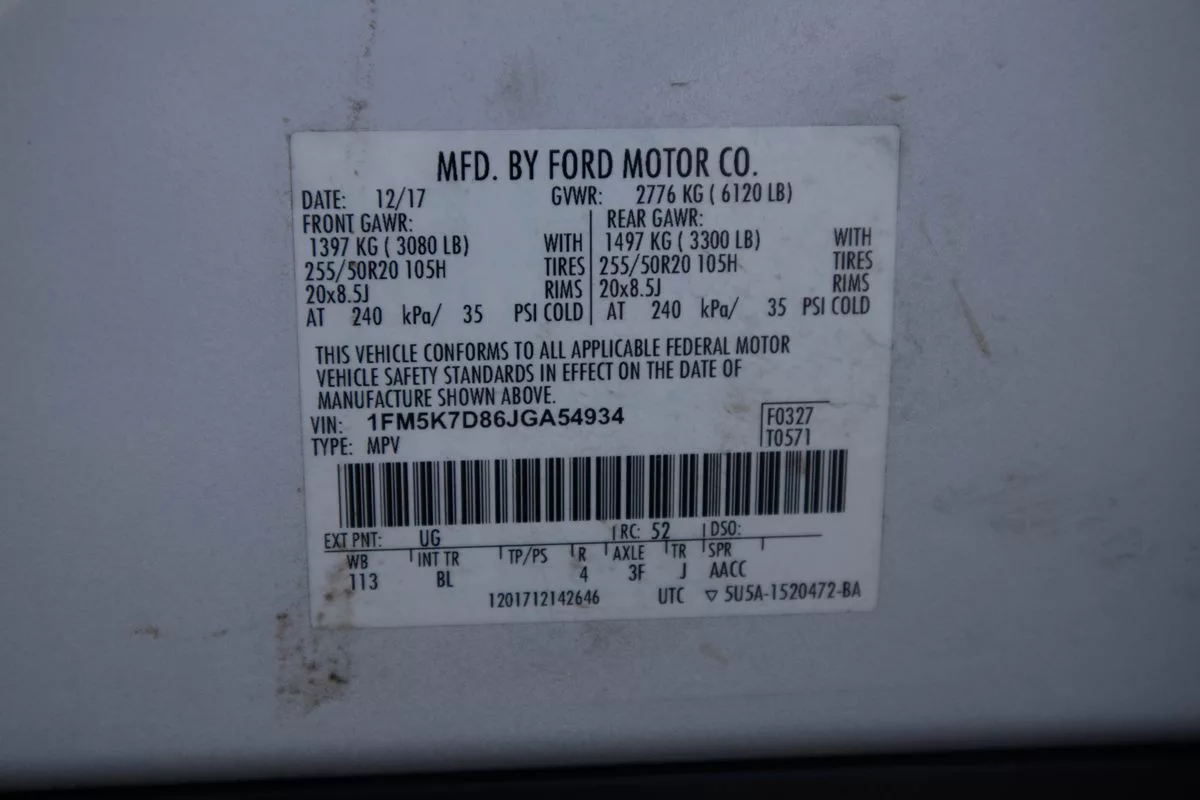 MFD. BY FORD MOTOR CO.
DATE: 12/17 GVWR: 2776 KG ( 6120 LB)
FRONT GAWR: REAR GAWR:
1397 KG ( 3080 LB) WITH 1497 KG ( 3300 LB) WITH
255/50R20 105H TIRES 255/50R20 105H TIRES
20x8.5J RIMS 20x8.5J RIMS
AT 240 kPa/ 35 PSI COLD AT 240 kPa/ 35 PSI COLD
THIS VEHICLE CONFORMS TO ALL APPLICABLE FEDERAL MOTOR
VEHICLE SAFETY STANDARDS IN EFFECT ON THE DATE OF
MANUFACTURE SHOWN ABOVE.
VIN: 1FM5K7D86JGA54934 F0327
TYPE: MPV T0571
EXT PNT: UG RC: 52 DSO:
WB INT TR TP/PS R AXLE TR SPR
113 BL 4 3F J AACC
1201712142646 UTC ▽ 5U5A-1520472-BA